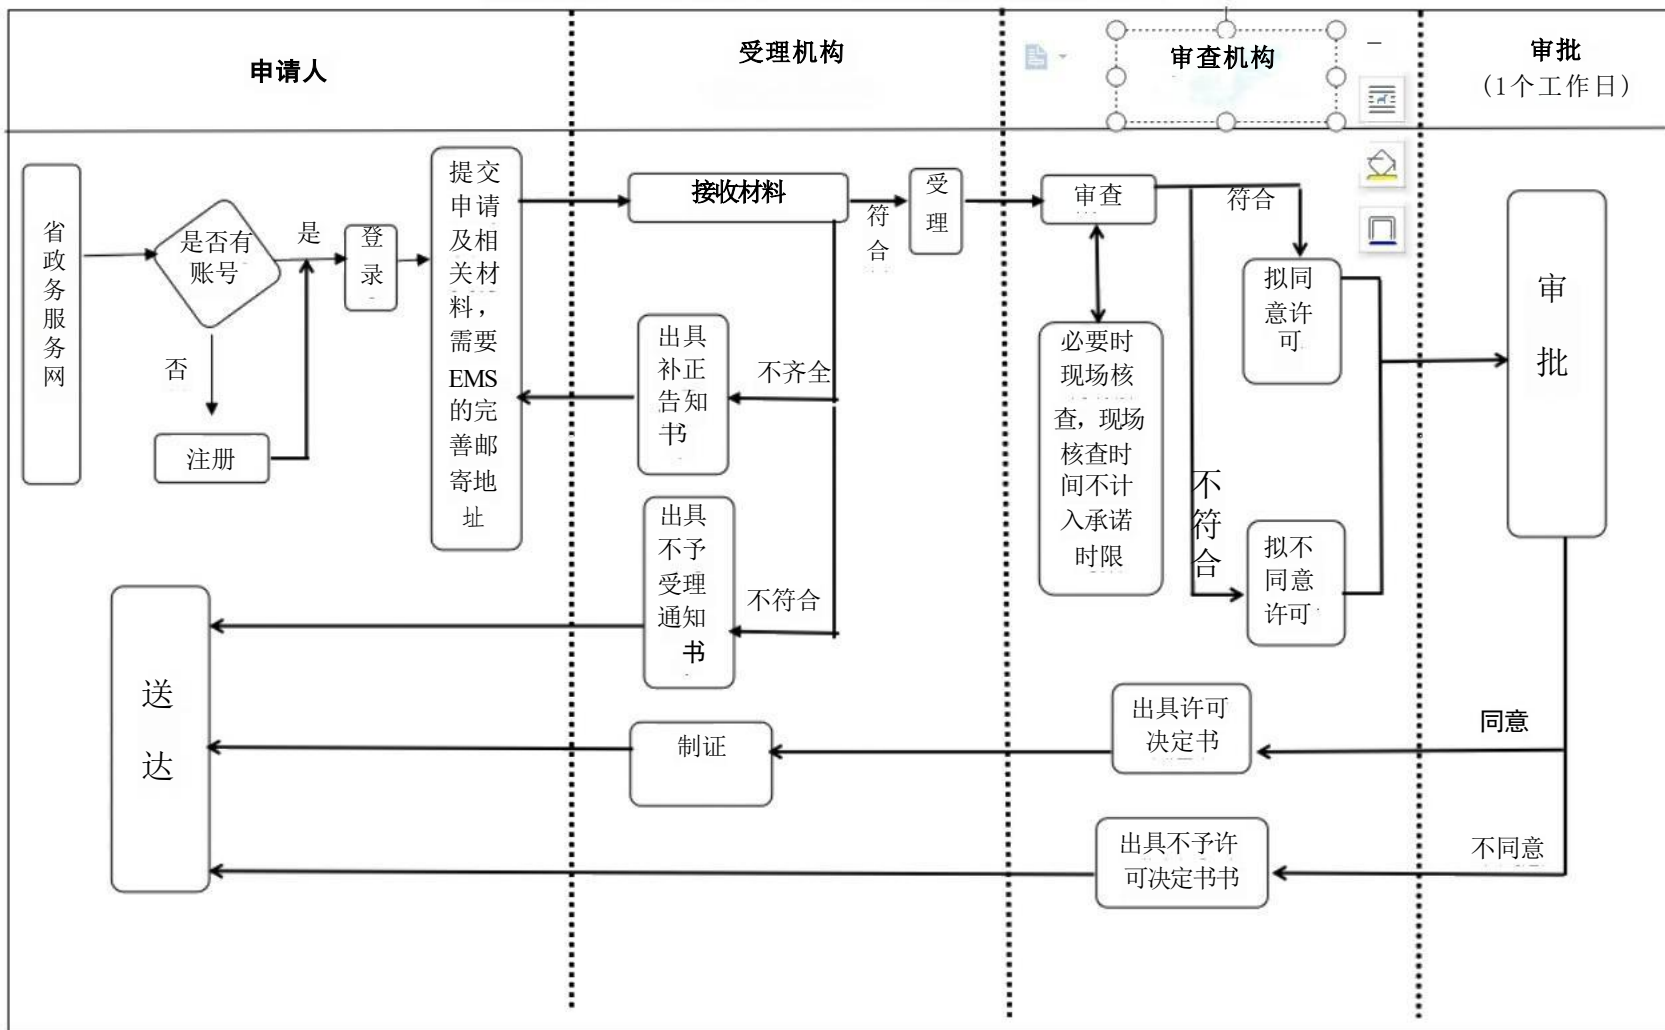 申请人
受理机构
审查机构
审批
（1个工作日）
省
政
务
服
务
网
是否有
账号
是
否
注册
登
录
提交
申请
及相
关材
料，
需要
EMS
的完
善邮
寄地
址
接收材料
符
合
受
理
不齐全
出具
补正
告知
书
不符合
出具
不予
受理
通知
书
审查
必要时
现场核
查，现场
核查时
间不计
入承诺
时限
符合
拟同
意许
可
不
符
合
拟不
同意
许可
审
批
同意
出具许可
决定书
制证
不同意
出具不予许
可决定书书
送
达